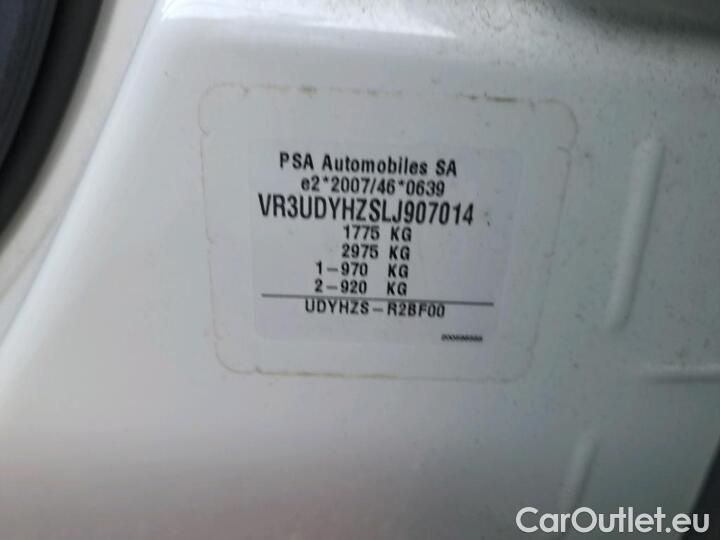 PSA Automobiles SA
e2*2007/46*0639
VR3UDYHZSLJ907014
1775 KG
2975 KG
1-970 KG
2-920 KG
UDYHZS-R2BF00
CarOutlet.eu